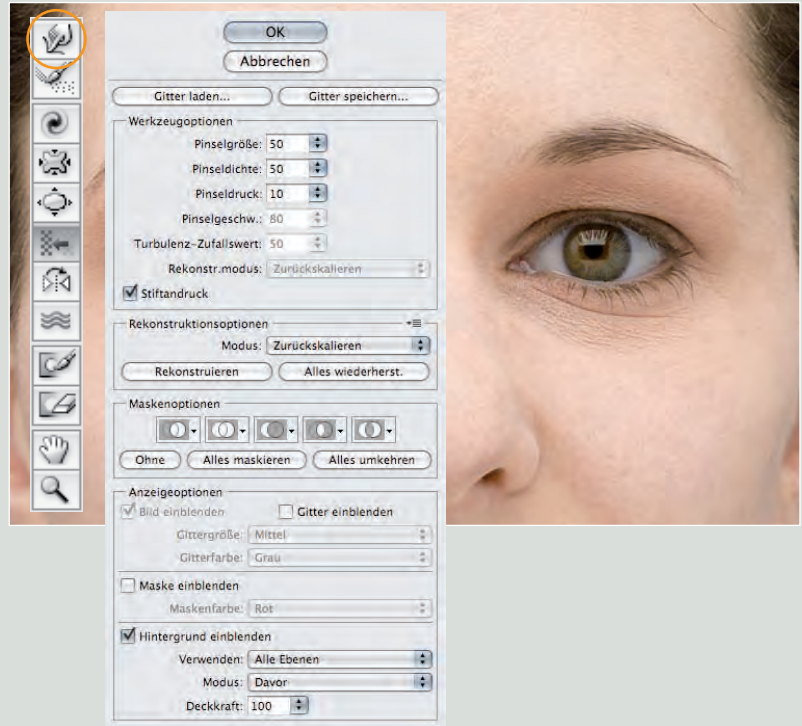 OK
Abbrechen
Gitter laden... Gitter speichern...
Werkzeugoptionen
Pinselgröße: 50
Pinseldichte: 50
Pinseldruck: 10
Pinselgeschw.: 80
Turbulenz-Zufallswert: 50
Rekonstr.modus: Zurückskalieren
Stiftandruck
Rekonstruktionsoptionen
Modus: Zurückskalieren
Rekonstruieren Alles wiederherst.
Maskenoptionen
Ohne Alles maskieren Alles umkehren
Anzeigeoptionen
Bild einblenden Gitter einblenden
Gittergröße: Mittel
Gitterfarbe: Grau
Maske einblenden
Maskenfarbe: Rot
Hintergrund einblenden
Verwenden: Alle Ebenen
Modus: Davor
Deckkraft: 100